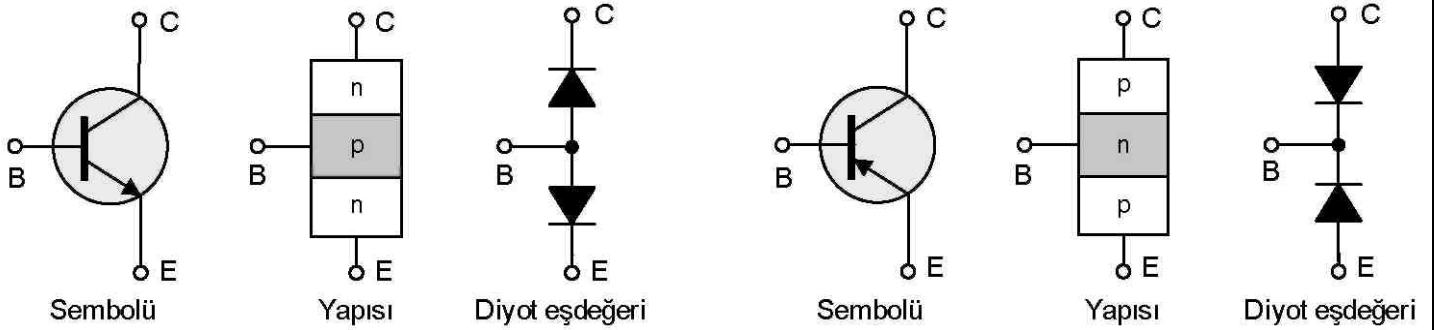 C C C C C C
n p
B B p B B B n B
n p
E E E E E E
Sembolü Yapısı Diyot eşdeğeri Sembolü Yapısı Diyot eşdeğeri